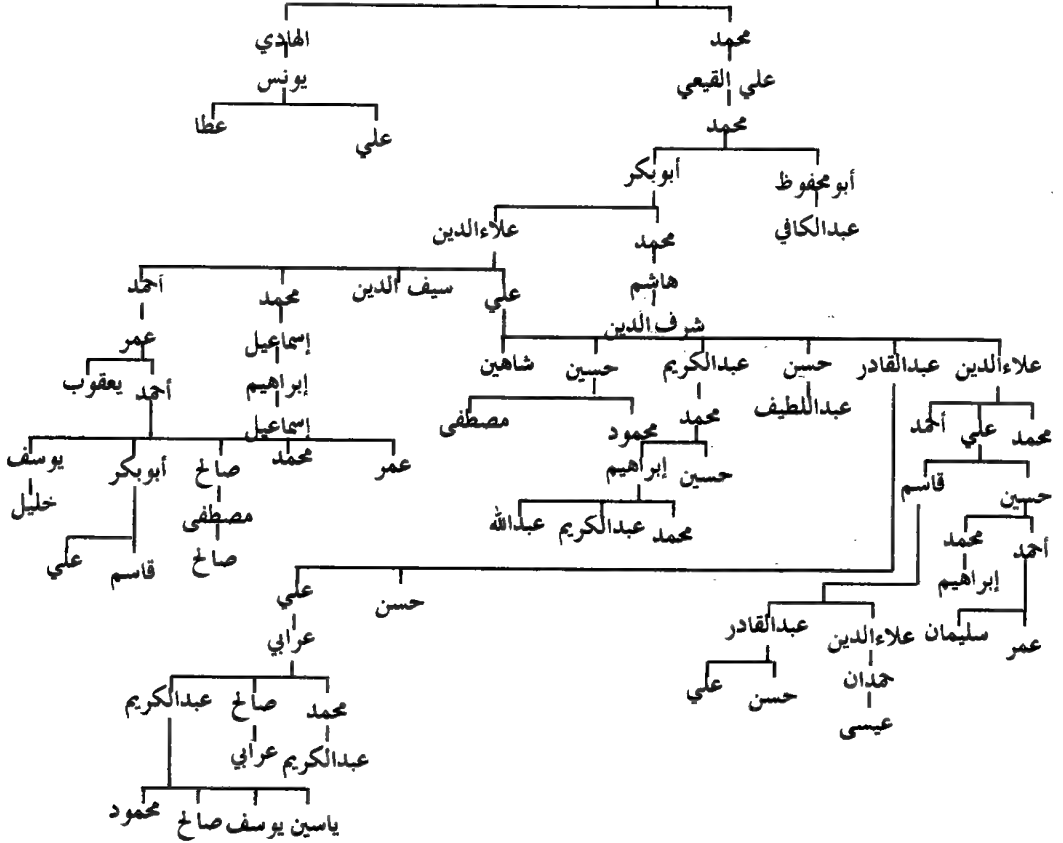 محمد الهادي
علي القيعي يونس
محمد علي عطا
أبو محفوظ أبوبكر
عبدالكافي محمد علاءالدين
هاشم علي سيف الدين محمد أحمد
شرف الدين إسماعيل عمر
علاءالدين عبدالقادر حسن عبدالكريم حسين شاهين إبراهيم أحمد يعقوب
محمد علي أحمد عبداللطيف محمد محمود مصطفى إسماعيل
حسين قاسم حسين إبراهيم عمر محمد صالح أبوبكر يوسف
أحمد محمد محمد عبدالكريم عبدالله مصطفى خليل
إبراهيم صالح قاسم علي
عمر سليمان علاءالدين عبدالقادر حسن علي
حمدان حسن علي عرابي
عيسى محمد صالح عبدالكريم
عبدالكريم عرابي
ياسين يوسف صالح محمود